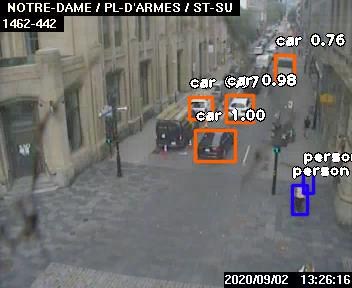 NOTRE-DAME / PL-D'ARMES / ST-SU
1462-442
car 0.76
car
0.98
car 1.00
person
person
2020/09/02 13:26:16